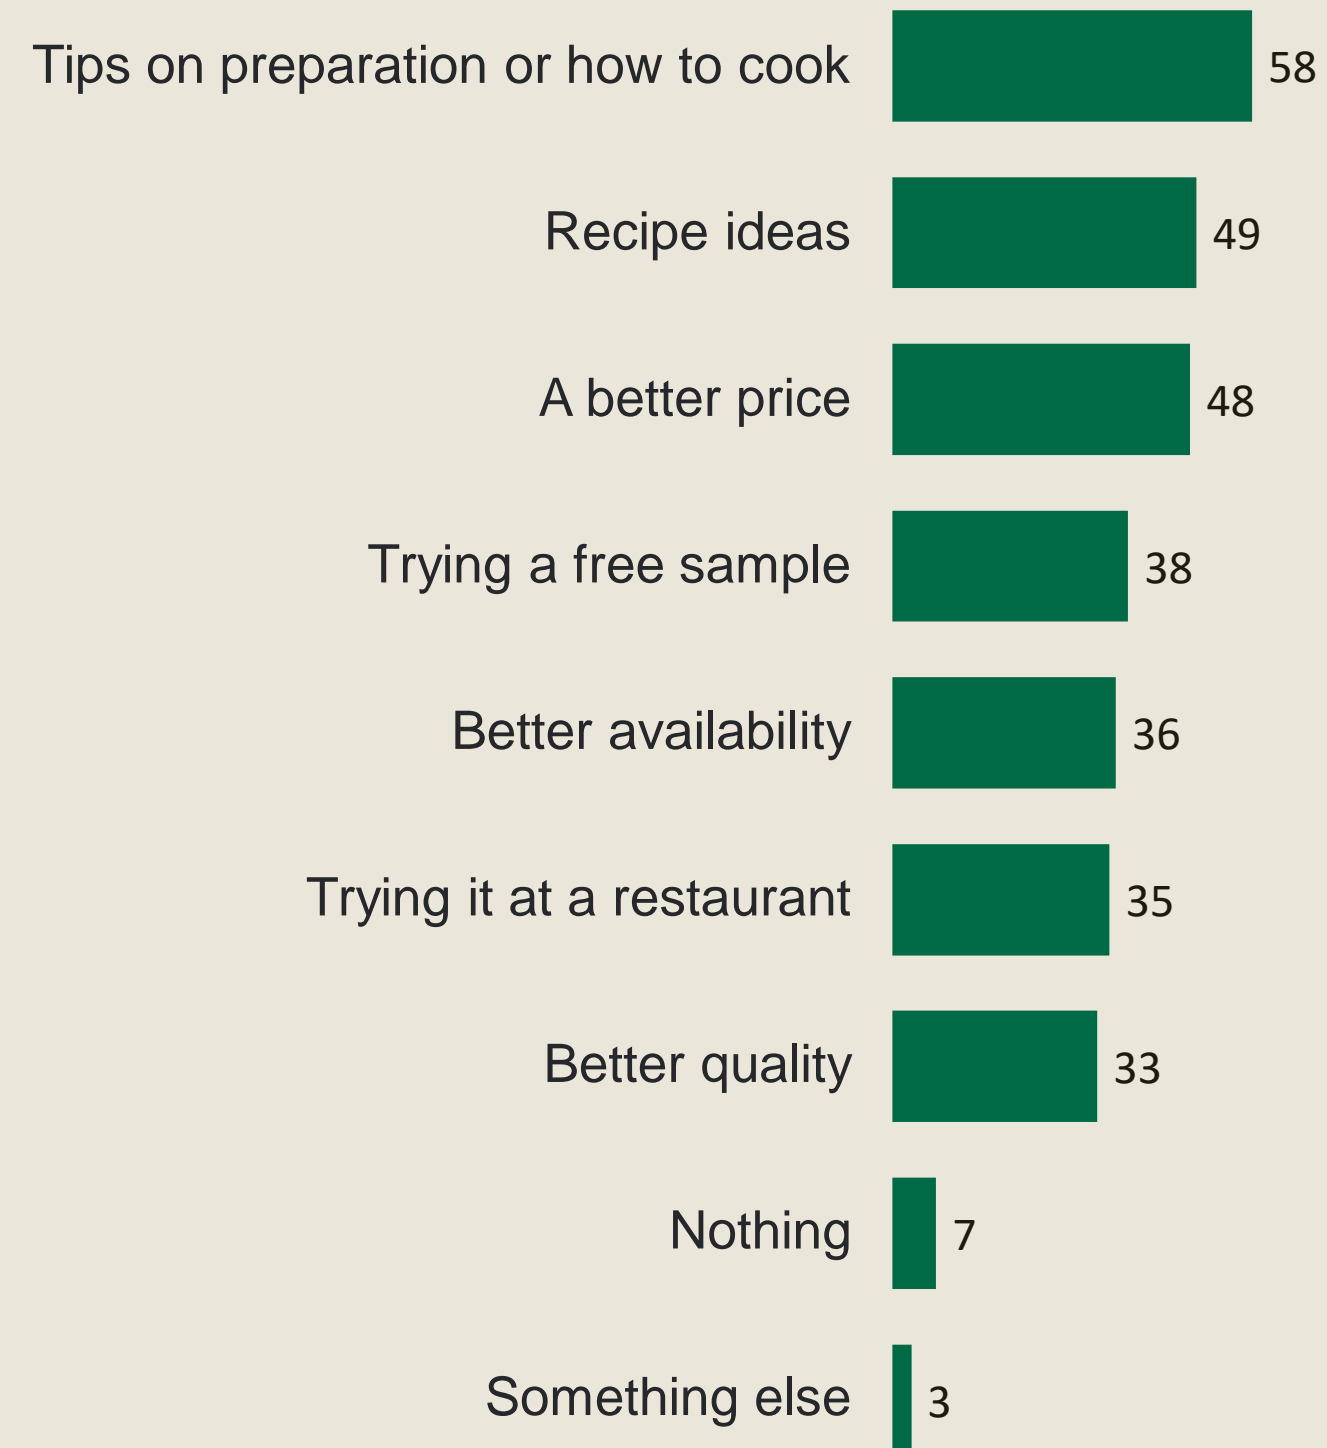 Tips on preparation or how to cook 58
Recipe ideas 49
A better price 48
Trying a free sample 38
Better availability 36
Trying it at a restaurant 35
Better quality 33
Nothing 7
Something else 3